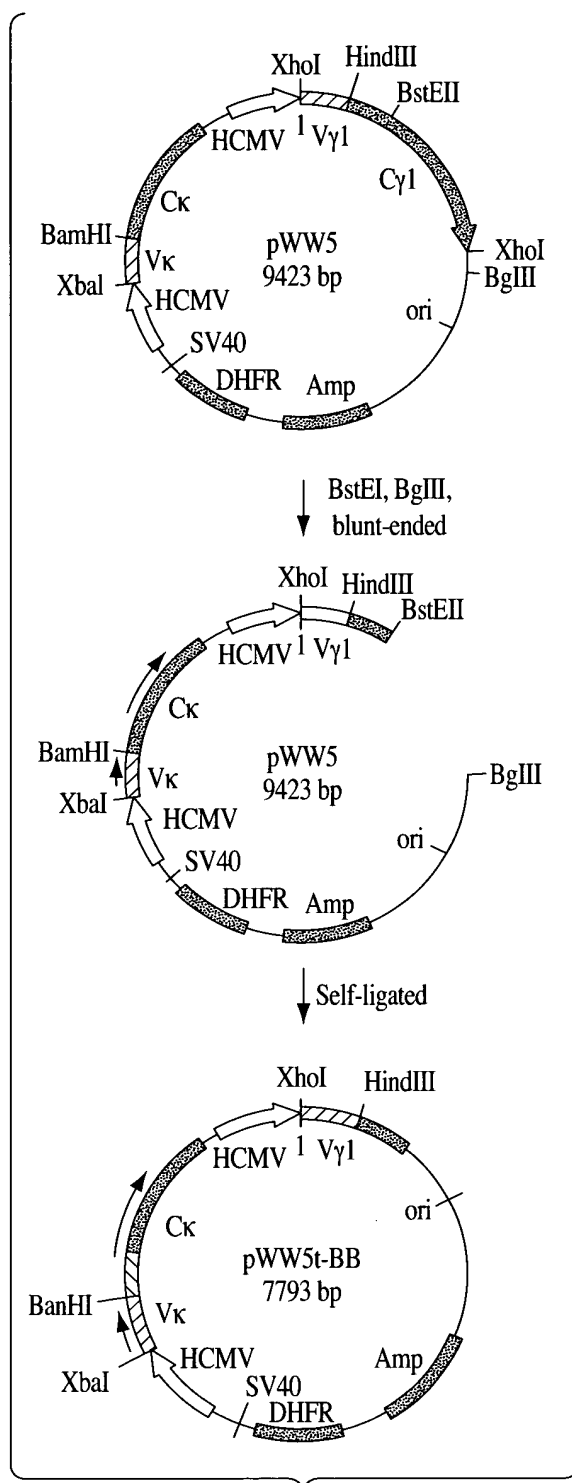 XhoI
HindIII
BstEII
HCMV
1
Vγ1
Cγ1
Cκ
BamHI
Vκ
XbaI
HCMV
pWW5
9423 bp
XhoI
BgIII
ori
SV40
DHFR
Amp
BstEI, BgIII,
blunt-ended
XhoI
HindIII
BstEII
HCMV
1
Vγ1
Cκ
BamHI
Vκ
XbaI
HCMV
pWW5
9423 bp
BgIII
ori
SV40
DHFR
Amp
Self-ligated
XhoI
HindIII
HCMV
1
Vγ1
ori
Cκ
pWW5t-BB
7793 bp
BanHI
Vκ
XbaI
HCMV
SV40
DHFR
Amp